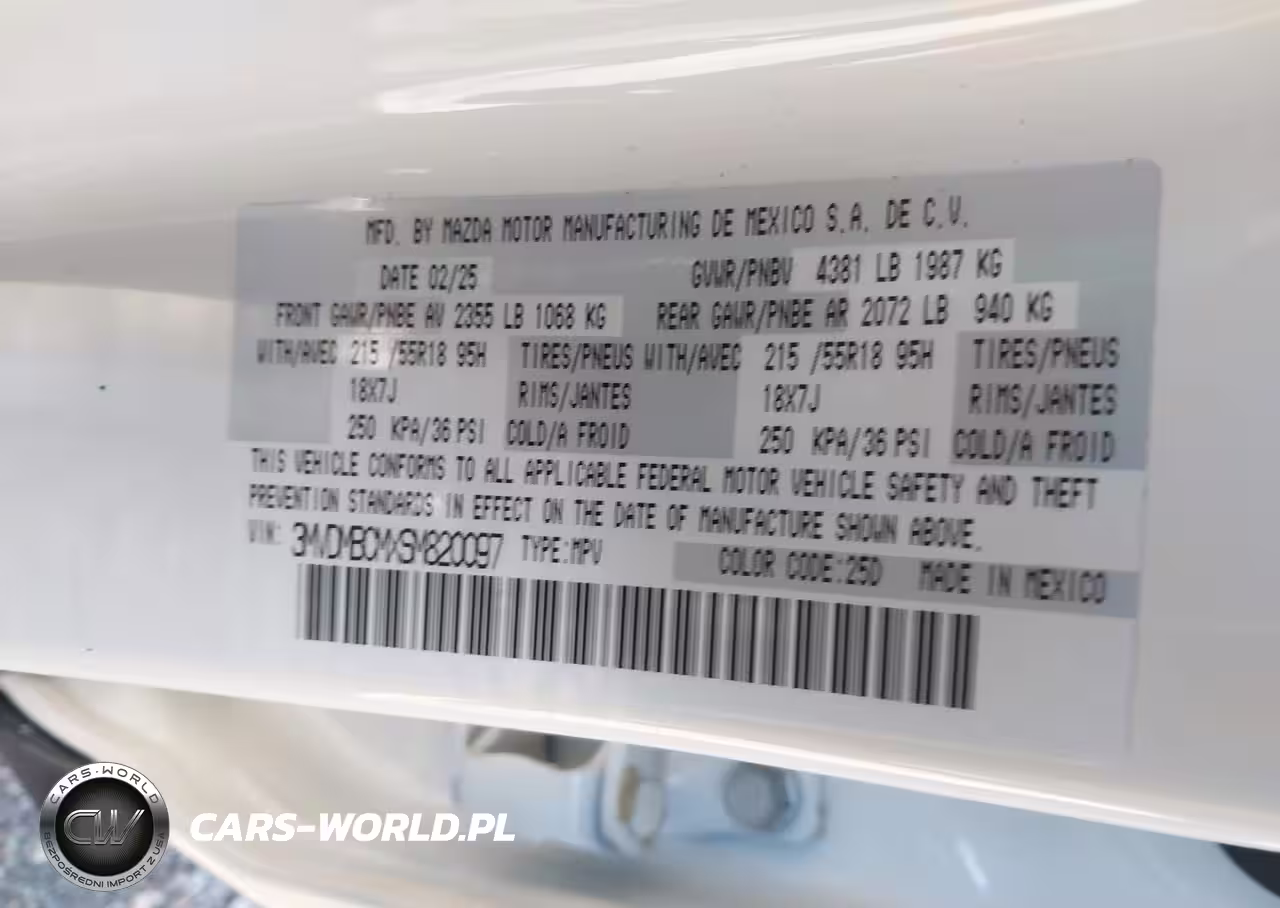 MFD. BY MAZDA MOTOR MANUFACTURING DE MEXICO S.A. DE C.V.
DATE 02/25 GVWR/PNBV 4381 LB 1987 KG
FRONT GAWR/PNBE AV 2355 LB 1068 KG REAR GAWR/PNBE AR 2072 LB 940 KG
WITH/AVEC 215 /55R18 95H TIRES/PNEUS WITH/AVEC 215 /55R18 95H TIRES/PNEUS
18X7J RIMS/JANTES 18X7J RIMS/JANTES
250 KPA/36 PSI COLD/A FROID 250 KPA/36 PSI COLD/A FROID
THIS VEHICLE CONFORMS TO ALL APPLICABLE FEDERAL MOTOR VEHICLE SAFETY AND THEFT
PREVENTION STANDARDS IN EFFECT ON THE DATE OF MANUFACTURE SHOWN ABOVE.
VIN: 3MVDMBCMXSM820097 TYPE:MPV COLOR CODE:25D MADE IN MEXICO
CARS-WORLD
CW
BEZPOŚREDNI IMPORT Z USA
CARS-WORLD.PL